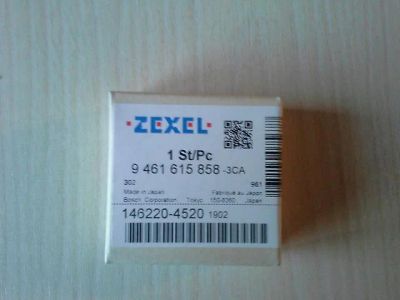 ZEXEL
1 St/Pc
9 461 615 858 -3CA
302 961
Made in Japan Fabriqué au Japon
Bosch Corporation, Tokyo 150-8360 Japan
146220-4520 1902